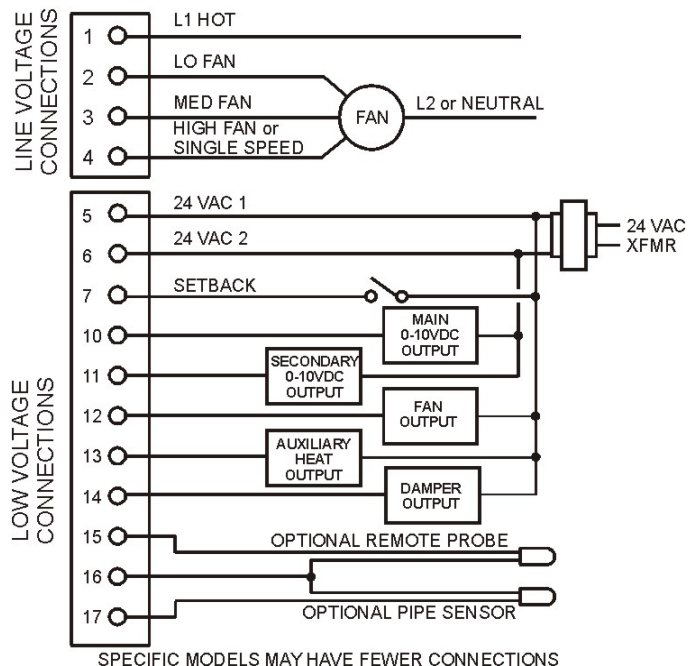 LINE VOLTAGE
CONNECTIONS
1
L1 HOT
2
LO FAN
3
MED FAN
HIGH FAN or
4
SINGLE SPEED
FAN
L2 or NEUTRAL
LOW VOLTAGE
CONNECTIONS
5
24 VAC 1
6
24 VAC 2
24 VAC
XFMR
7
SETBACK
10
MAIN
0-10VDC
OUTPUT
11
SECONDARY
0-10VDC
OUTPUT
12
FAN
OUTPUT
13
AUXILIARY
HEAT
OUTPUT
14
DAMPER
OUTPUT
15
OPTIONAL REMOTE PROBE
16
17
OPTIONAL PIPE SENSOR
SPECIFIC MODELS MAY HAVE FEWER CONNECTIONS